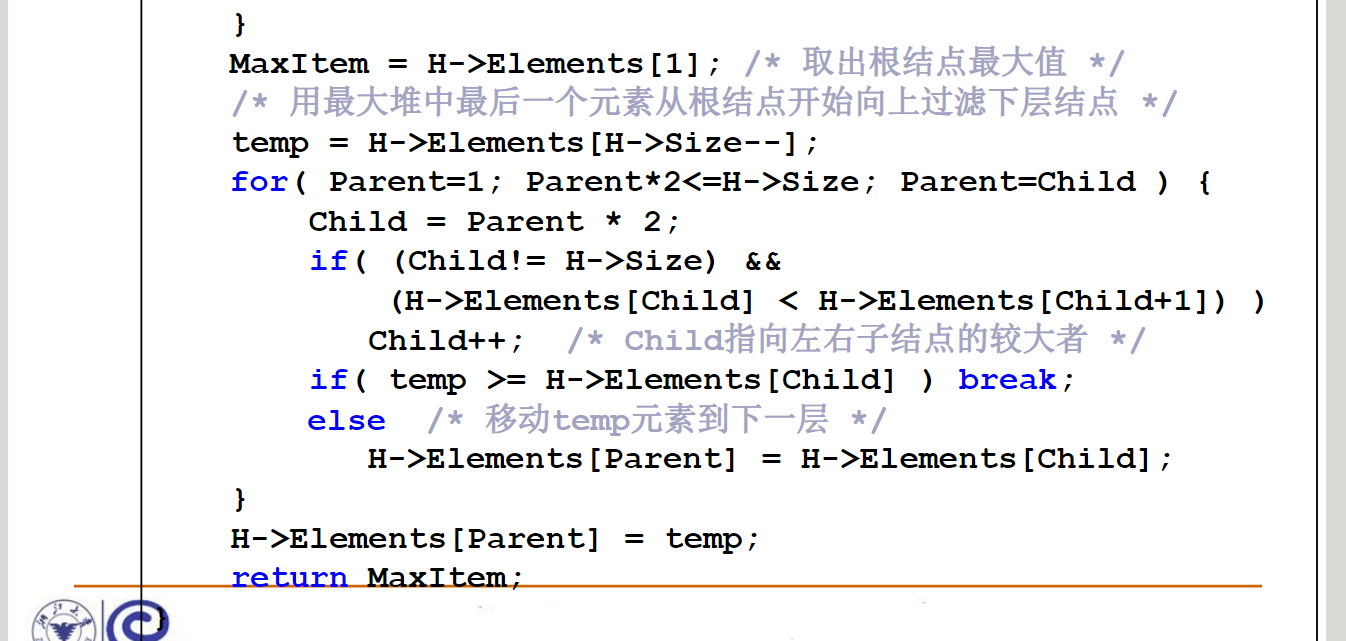 }
MaxItem = H->Elements[1]; /* 取出根结点最大值 */
/* 用最大堆中最后一个元素从根结点开始向上过滤下层结点 */
temp = H->Elements[H->Size--];
for( Parent=1; Parent*2<=H->Size; Parent=Child ) {
Child = Parent * 2;
if( (Child!= H->Size) &&
(H->Elements[Child] < H->Elements[Child+1]) )
Child++; /* Child指向左右子结点的较大者 */
if( temp >= H->Elements[Child] ) break;
else /* 移动temp元素到下一层 */
H->Elements[Parent] = H->Elements[Child];
}
H->Elements[Parent] = temp;
return MaxItem;
}